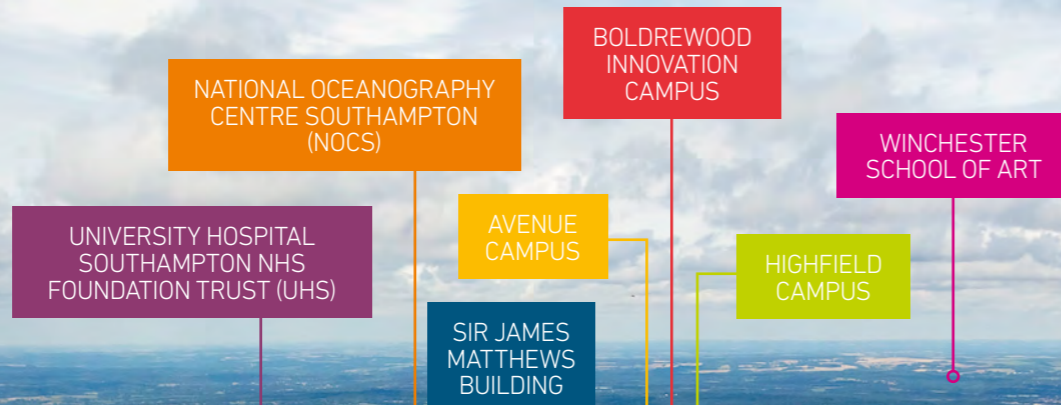 BOLDREWOOD
INNOVATION
CAMPUS
NATIONAL OCEANOGRAPHY
CENTRE SOUTHAMPTON
(NOCS)
WINCHESTER
SCHOOL OF ART
UNIVERSITY HOSPITAL
SOUTHAMPTON NHS
FOUNDATION TRUST (UHS)
AVENUE
CAMPUS
HIGHFIELD
CAMPUS
SIR JAMES
MATTHEWS
BUILDING